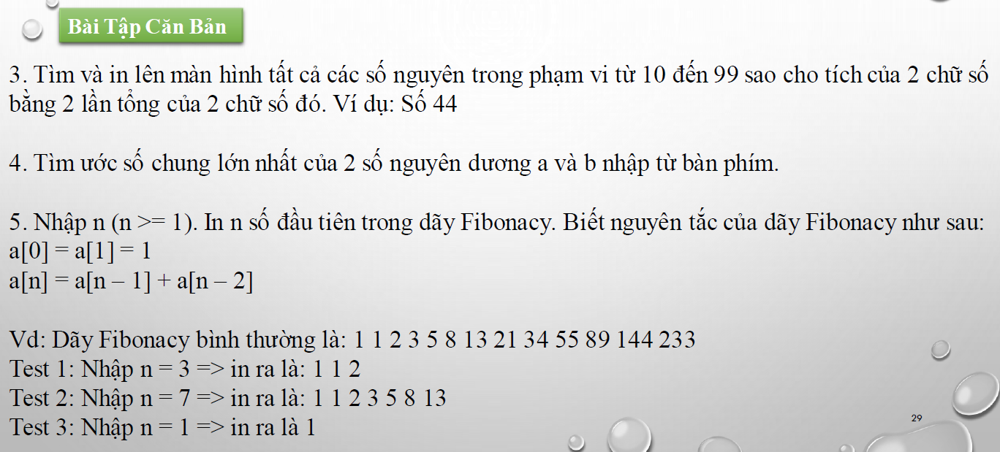 Bài Tập Căn Bản
3. Tìm và in lên màn hình tất cả các số nguyên trong phạm vi từ 10 đến 99 sao cho tích của 2 chữ số
bằng 2 lần tổng của 2 chữ số đó. Ví dụ: Số 44
4. Tìm ước số chung lớn nhất của 2 số nguyên dương a và b nhập từ bàn phím.
5. Nhập n (n >= 1). In n số đầu tiên trong dãy Fibonacy. Biết nguyên tắc của dãy Fibonacy như sau:
a[0] = a[1] = 1
a[n] = a[n – 1] + a[n – 2]
Vd: Dãy Fibonacy bình thường là: 1 1 2 3 5 8 13 21 34 55 89 144 233
Test 1: Nhập n = 3 => in ra là: 1 1 2
Test 2: Nhập n = 7 => in ra là: 1 1 2 3 5 8 13
Test 3: Nhập n = 1 => in ra là 1
29